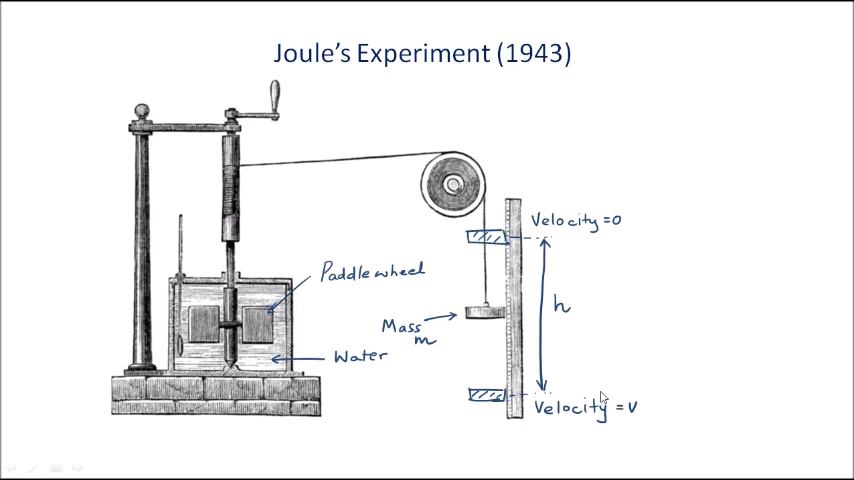 Joule's Experiment (1943)
Velocity = 0
Paddle wheel
h
Mass
m
Water
Velocity = v